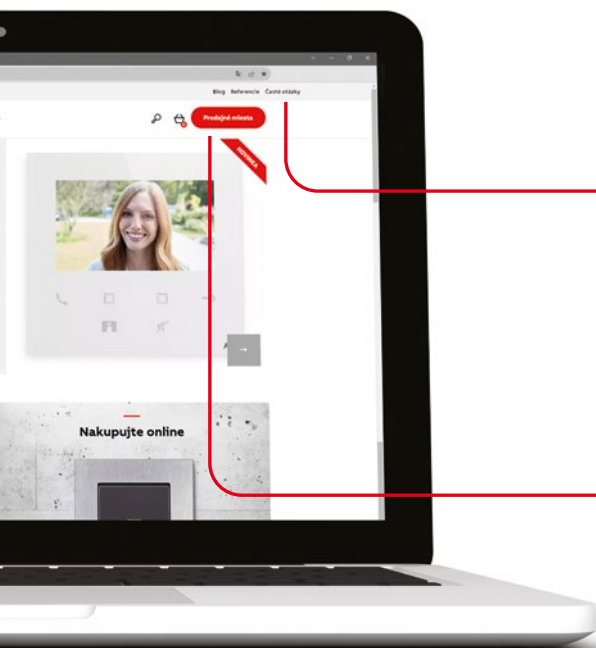 Blog Referencie Časté otázky
Predajné miesta
NOVINKA
Nakupujte online